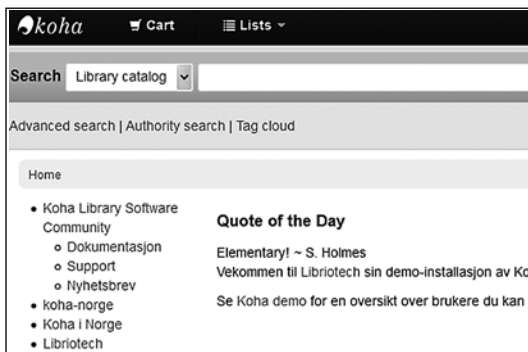 koha Cart Lists
Search Library catalog
Advanced search | Authority search | Tag cloud
Home
Koha Library Software
Community
Dokumentasjon
Support
Nyhetsbrev
koha-norge
Koha i Norge
Libriotech
Quote of the Day
Elementary! ~ S. Holmes
Vekommen til Libriotech sin demo-installasjon av Ko
Se Koha demo for en oversikt over brukere du kan